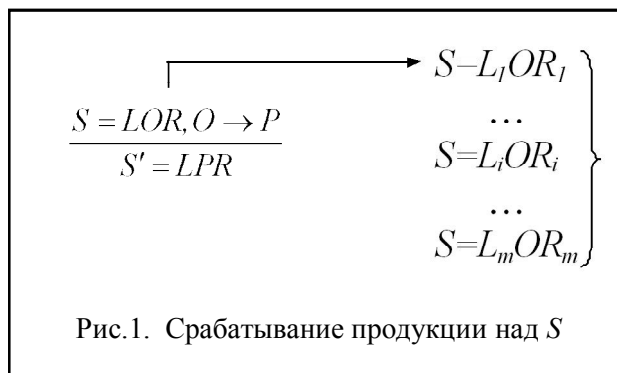 S–L₁OR₁
S = LOR, O → P
S′ = LPR
...
S=LᵢORᵢ
...
S=LₘORₘ
Рис.1. Срабатывание продукции над S